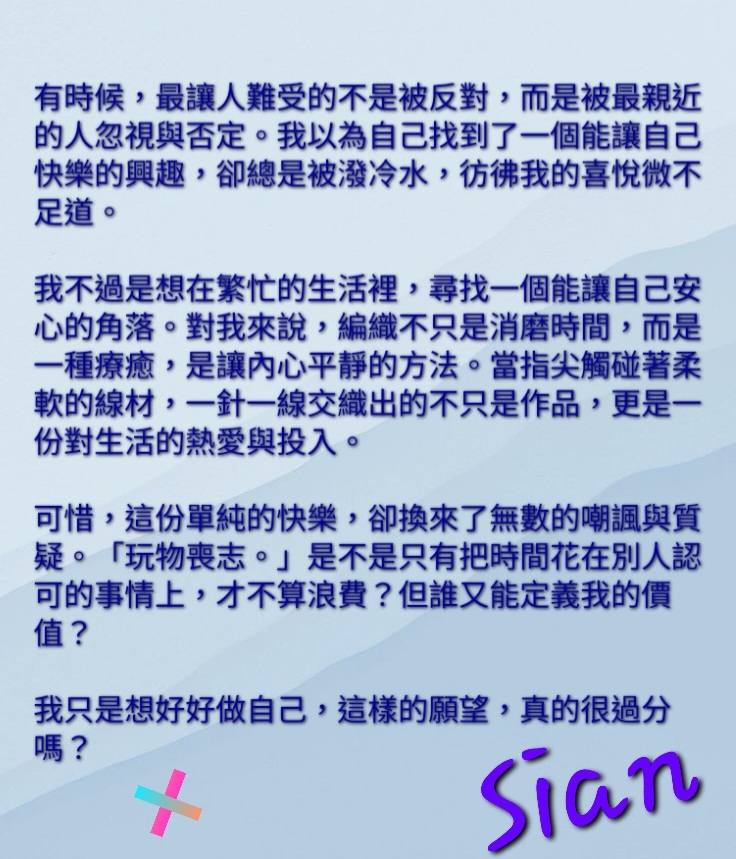 有時候，最讓人難受的不是被反對，而是被最親近
的人忽視與否定。我以為自己找到了一個能讓自己
快樂的興趣，卻總是被潑冷水，彷彿我的喜悅微不
足道。
我不過是想在繁忙的生活裡，尋找一個能讓自己安
心的角落。對我來說，編織不只是消磨時間，而是
一種療癒，是讓內心平靜的方法。當指尖觸碰著柔
軟的線材，一針一線交織出的不只是作品，更是一
份對生活的熱愛與投入。
可惜，這份單純的快樂，卻換來了無數的嘲諷與質
疑。「玩物喪志。」是不是只有把時間花在別人認
可的事情上，才不算浪費？但誰又能定義我的價
值？
我只是想好好做自己，這樣的願望，真的很過分
嗎？
Sian